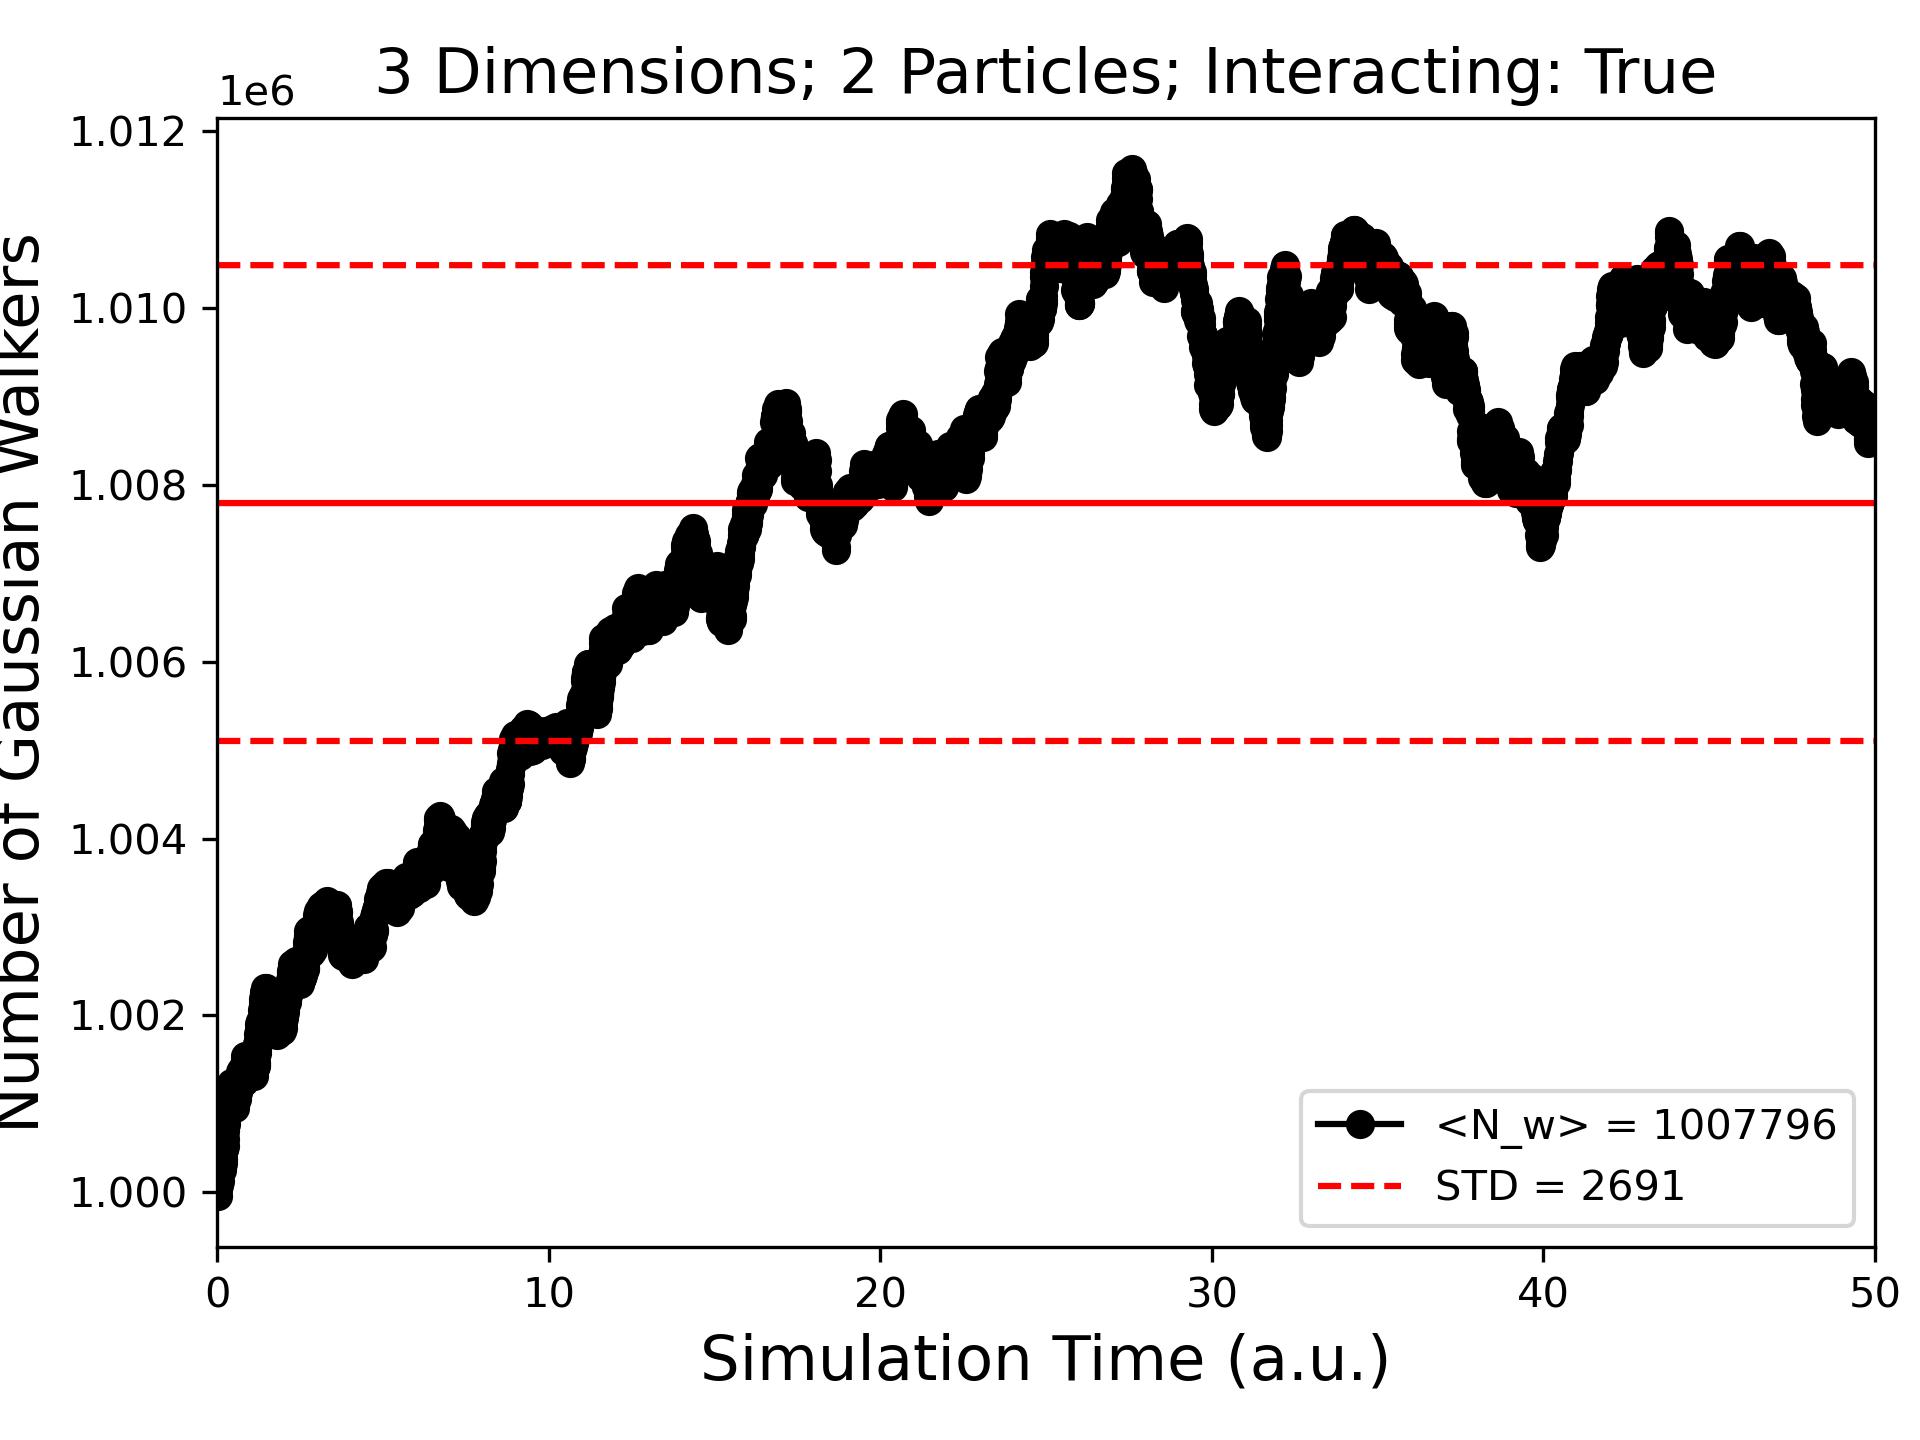 3 Dimensions; 2 Particles; Interacting: True
1e6
1.012
1.010
1.008
1.006
1.004
1.002
1.000
Number of Gaussian Walkers
<N_w> = 1007796
STD = 2691
0 10 20 30 40 50
Simulation Time (a.u.)